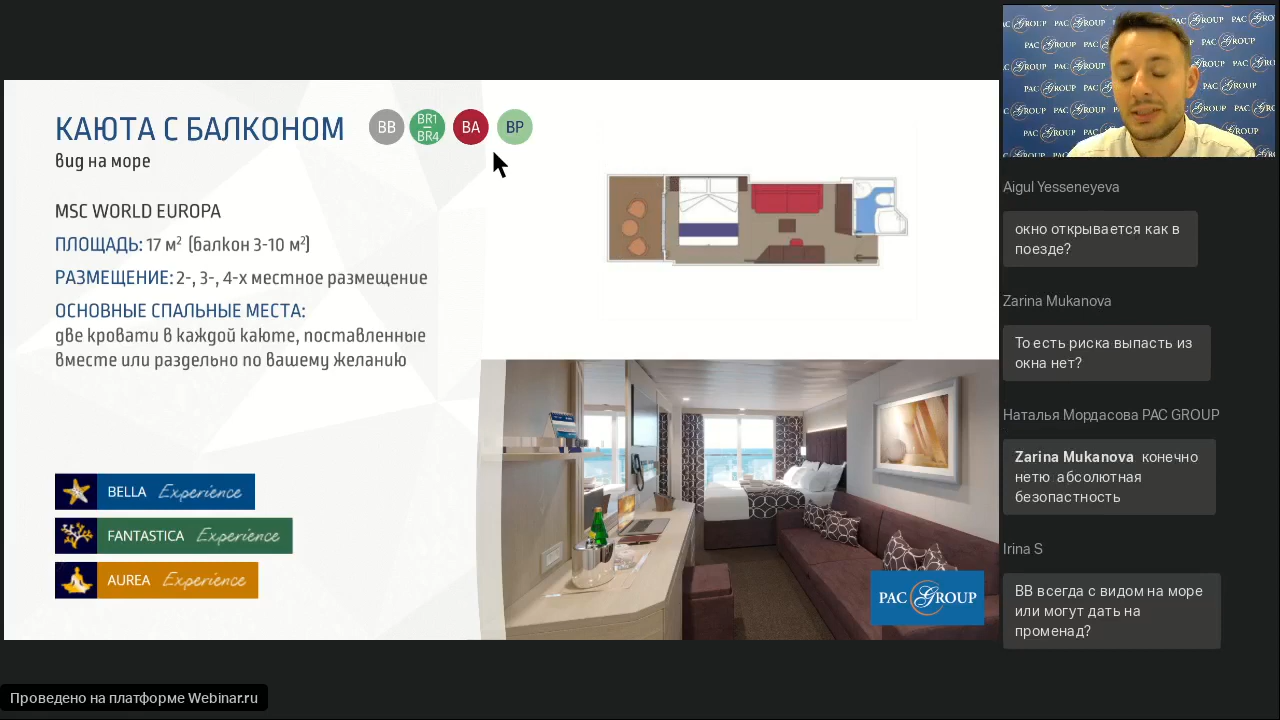 КАЮТА С БАЛКОНОМ
BB
BR1
BR4
BA
BP
вид на море
MSC WORLD EUROPA
ПЛОЩАДЬ: 17 м² (балкон 3-10 м²)
РАЗМЕЩЕНИЕ: 2-, 3-, 4-х местное размещение
ОСНОВНЫЕ СПАЛЬНЫЕ МЕСТА:
две кровати в каждой каюте, поставленные
вместе или раздельно по вашему желанию
BELLA Experience
FANTASTICA Experience
AUREA Experience
PAC GROUP
Проведено на платформе Webinar.ru
PAC GROUP
Aigul Yesseneyeva
окно открывается как в
поезде?
Zarina Mukanova
То есть риска выпасть из
окна нет?
Наталья Мордасова PAC GROUP
Zarina Mukanova конечно
нетю абсолютная
безопастность
Irina S
BB всегда с видом на море
или могут дать на
променад?